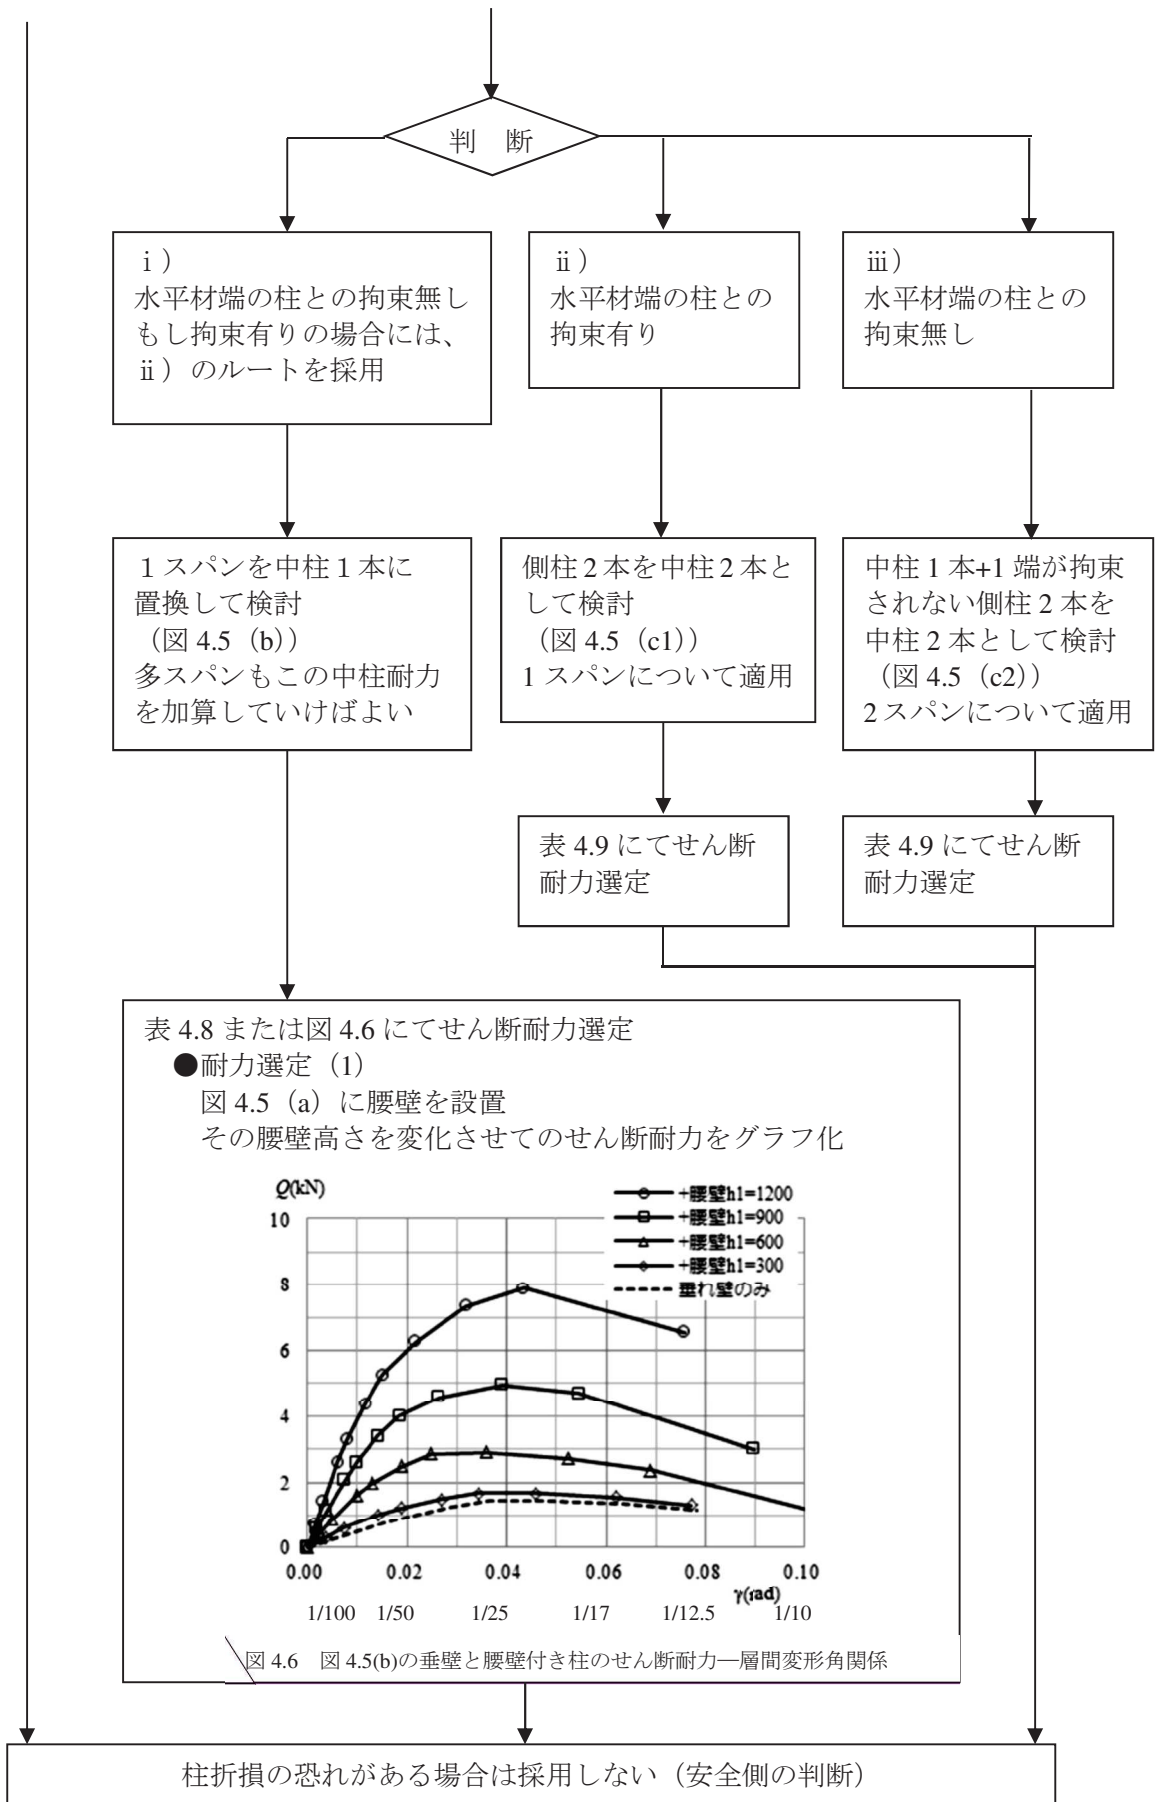 判　断
ⅰ）
水平材端の柱との拘束無し
もし拘束有りの場合には、
ⅱ）のルートを採用
ⅱ）
水平材端の柱との
拘束有り
ⅲ）
水平材端の柱との
拘束無し
１スパンを中柱１本に
置換して検討
（図 4.5（b））
多スパンもこの中柱耐力
を加算していけばよい
側柱 2 本を中柱 2 本と
して検討
（図 4.5（c1））
1 スパンについて適用
中柱 1 本+1 端が拘束
されない側柱 2 本を
中柱 2 本として検討
（図 4.5（c2））
2 スパンについて適用
表 4.9 にてせん断
耐力選定
表 4.9 にてせん断
耐力選定
表 4.8 または図 4.6 にてせん断耐力選定
●耐力選定（1）
図 4.5（a）に腰壁を設置
その腰壁高さを変化させてのせん断耐力をグラフ化
Q(kN)
+腰壁h1=1200
+腰壁h1=900
+腰壁h1=600
+腰壁h1=300
垂れ壁のみ
10
8
6
4
2
0
0.00 0.02 0.04 0.06 0.08 0.10
γ(rad)
1/100 1/50 1/25 1/17 1/12.5 1/10
図 4.6　図 4.5(b)の垂壁と腰壁付き柱のせん断耐力―層間変形角関係
柱折損の恐れがある場合は採用しない（安全側の判断）